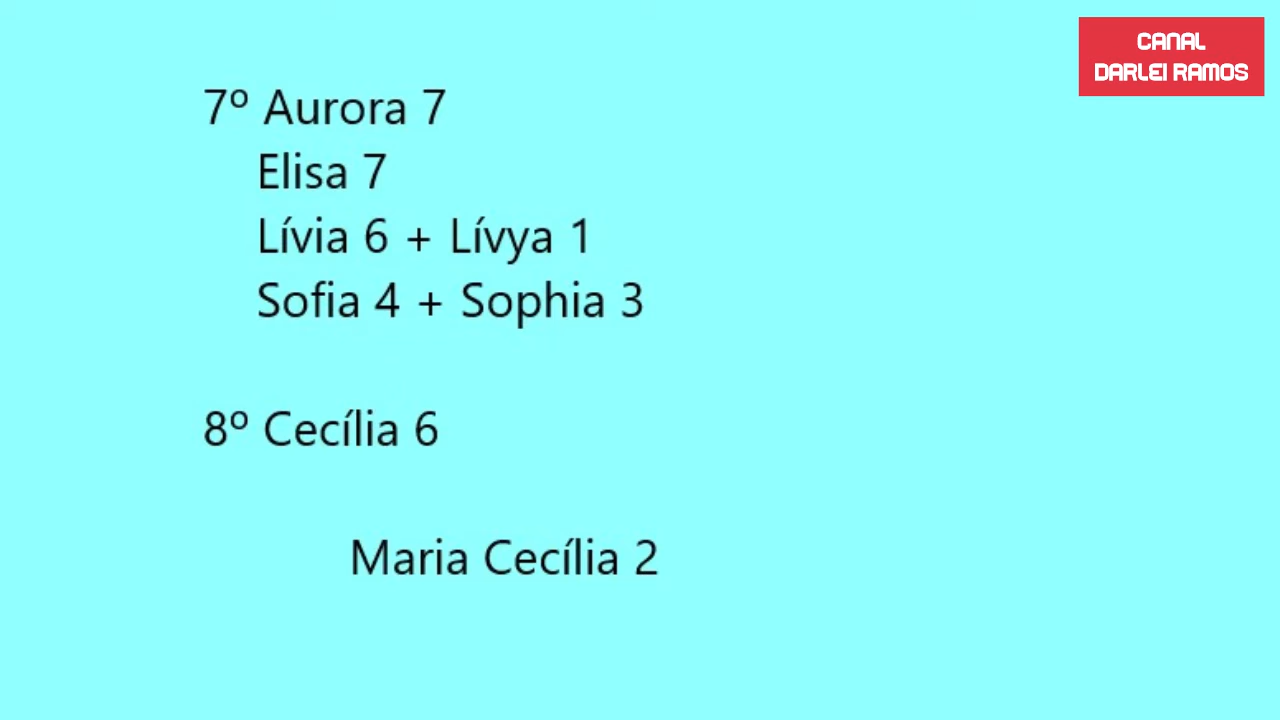 CANAL
DARLEI RAMOS
7º Aurora 7
Elisa 7
Lívia 6 + Lívya 1
Sofia 4 + Sophia 3
8º Cecília 6
Maria Cecília 2